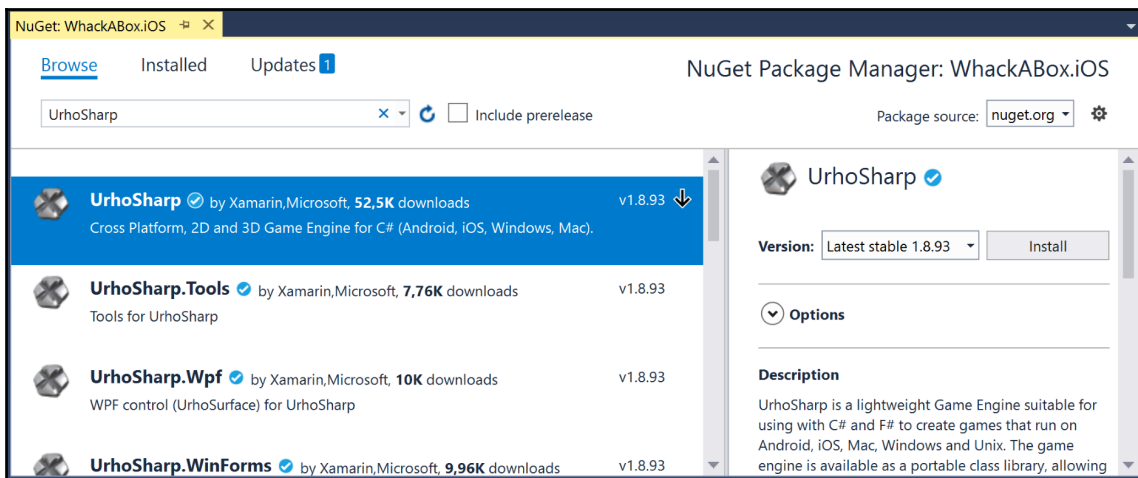 NuGet: WhackABox.iOS
Browse Installed Updates 1
NuGet Package Manager: WhackABox.iOS
UrhoSharp
Include prerelease
Package source: nuget.org
UrhoSharp by Xamarin,Microsoft, 52,5K downloads v1.8.93
Cross Platform, 2D and 3D Game Engine for C# (Android, iOS, Windows, Mac).
UrhoSharp.Tools by Xamarin,Microsoft, 7,76K downloads v1.8.93
Tools for UrhoSharp
UrhoSharp.Wpf by Xamarin,Microsoft, 10K downloads v1.8.93
WPF control (UrhoSurface) for UrhoSharp
UrhoSharp.WinForms by Xamarin,Microsoft, 9,96K downloads v1.8.93
UrhoSharp
Version: Latest stable 1.8.93 Install
Options
Description
UrhoSharp is a lightweight Game Engine suitable for
using with C# and F# to create games that run on
Android, iOS, Mac, Windows and Unix. The game
engine is available as a portable class library, allowing